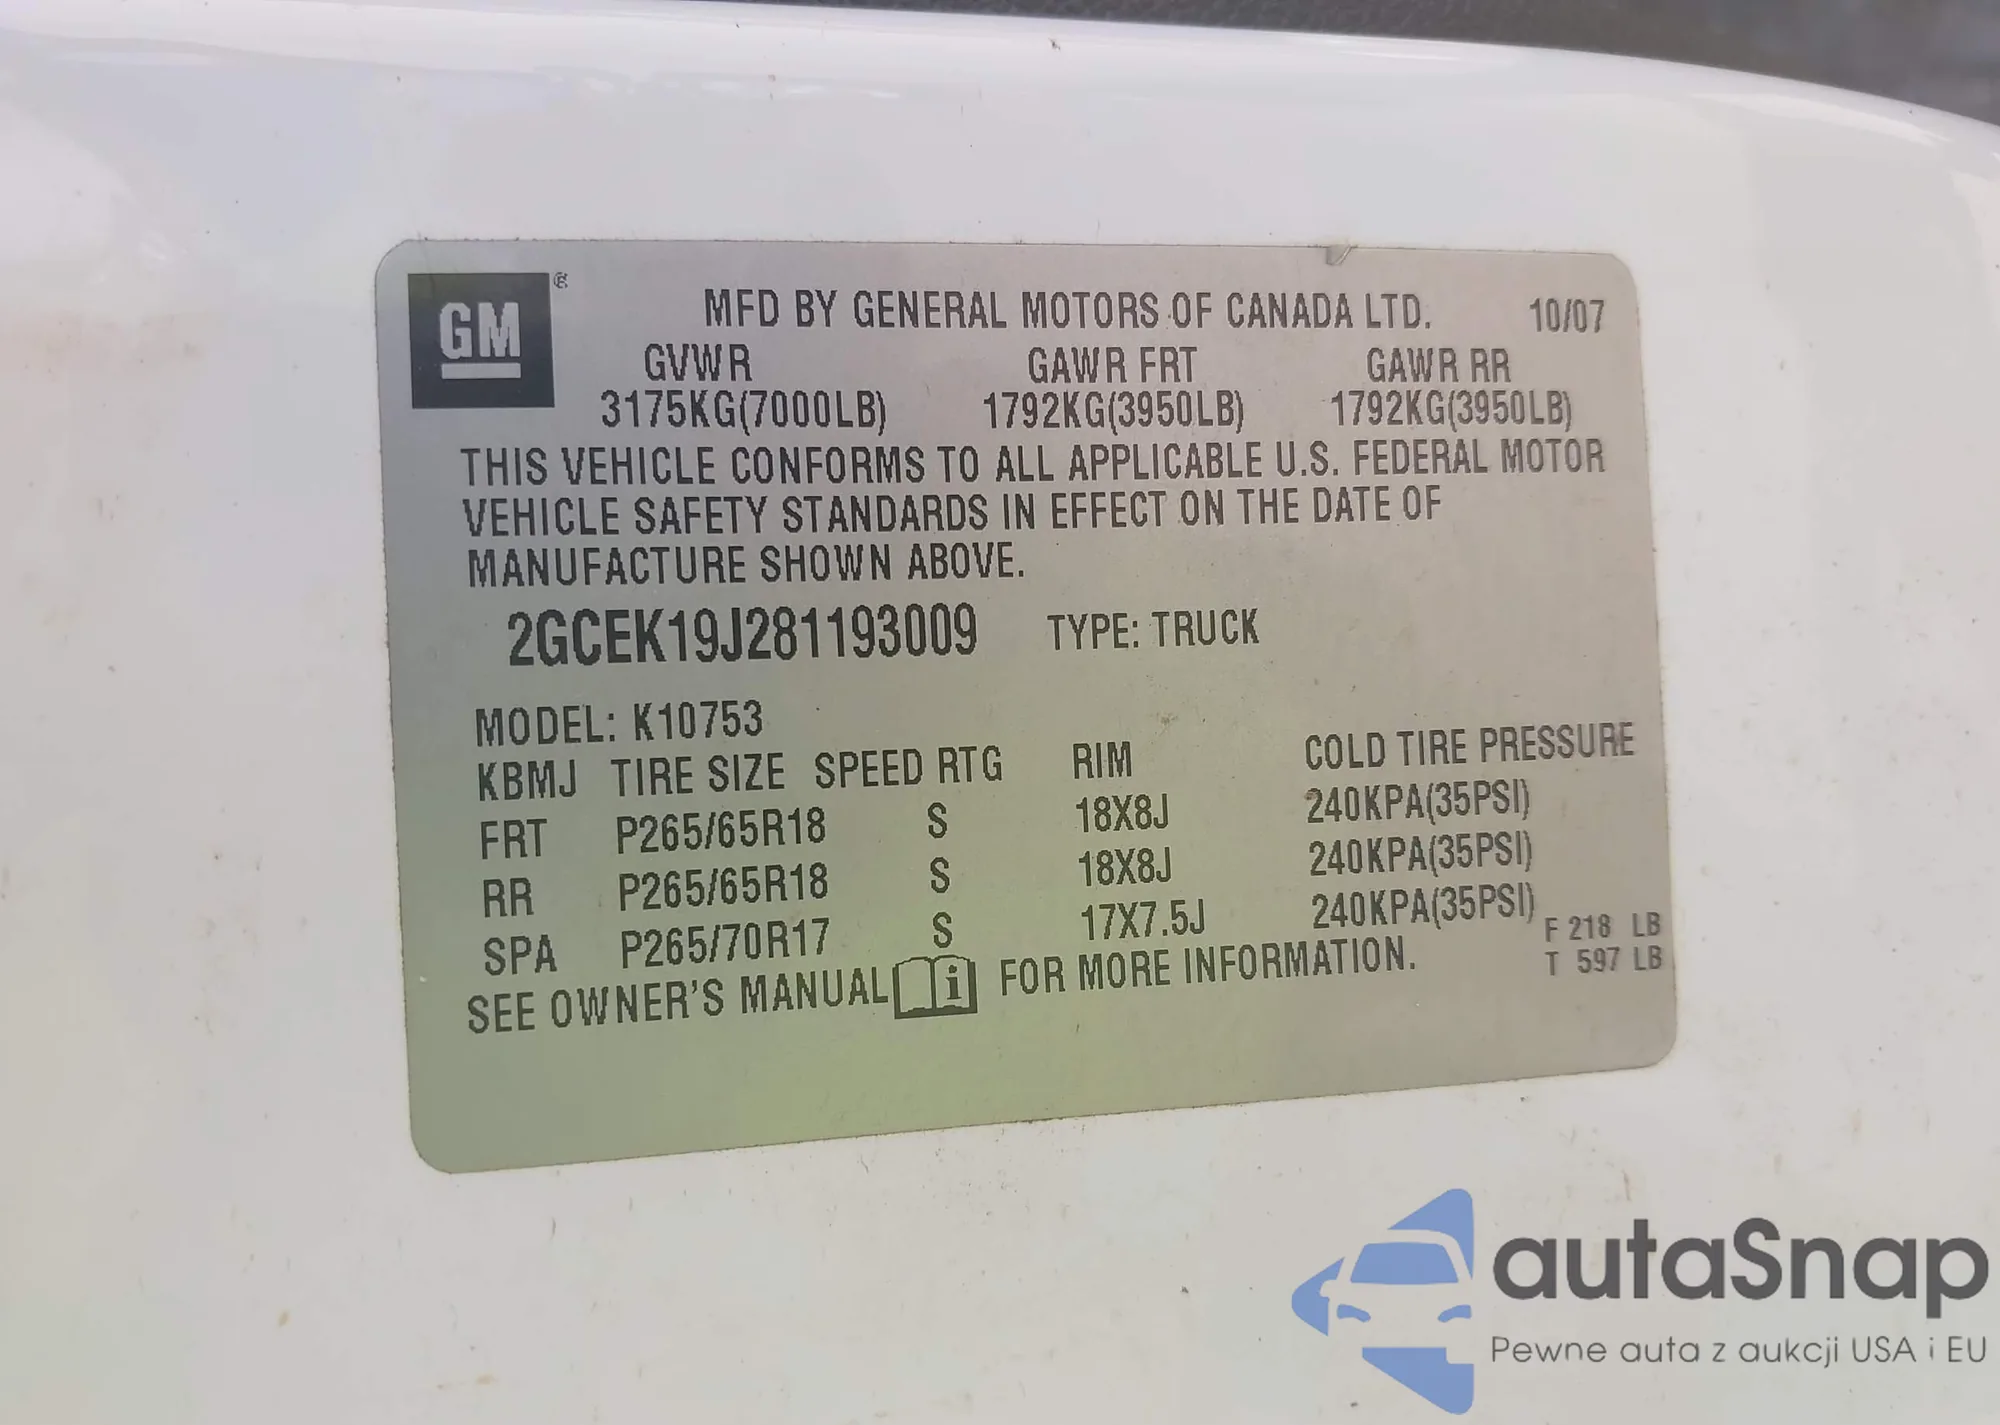 GM ®
MFD BY GENERAL MOTORS OF CANADA LTD. 10/07
GVWR GAWR FRT GAWR RR
3175KG(7000LB) 1792KG(3950LB) 1792KG(3950LB)
THIS VEHICLE CONFORMS TO ALL APPLICABLE U.S. FEDERAL MOTOR
VEHICLE SAFETY STANDARDS IN EFFECT ON THE DATE OF
MANUFACTURE SHOWN ABOVE.
2GCEK19J281193009 TYPE: TRUCK
MODEL: K10753
KBMJ TIRE SIZE SPEED RTG RIM COLD TIRE PRESSURE
FRT P265/65R18 S 18X8J 240KPA(35PSI)
RR P265/65R18 S 18X8J 240KPA(35PSI)
SPA P265/70R17 S 17X7.5J 240KPA(35PSI)
F 218 LB
T 597 LB
SEE OWNER'S MANUAL i FOR MORE INFORMATION.
autaSnap
Pewne auta z aukcji USA i EU